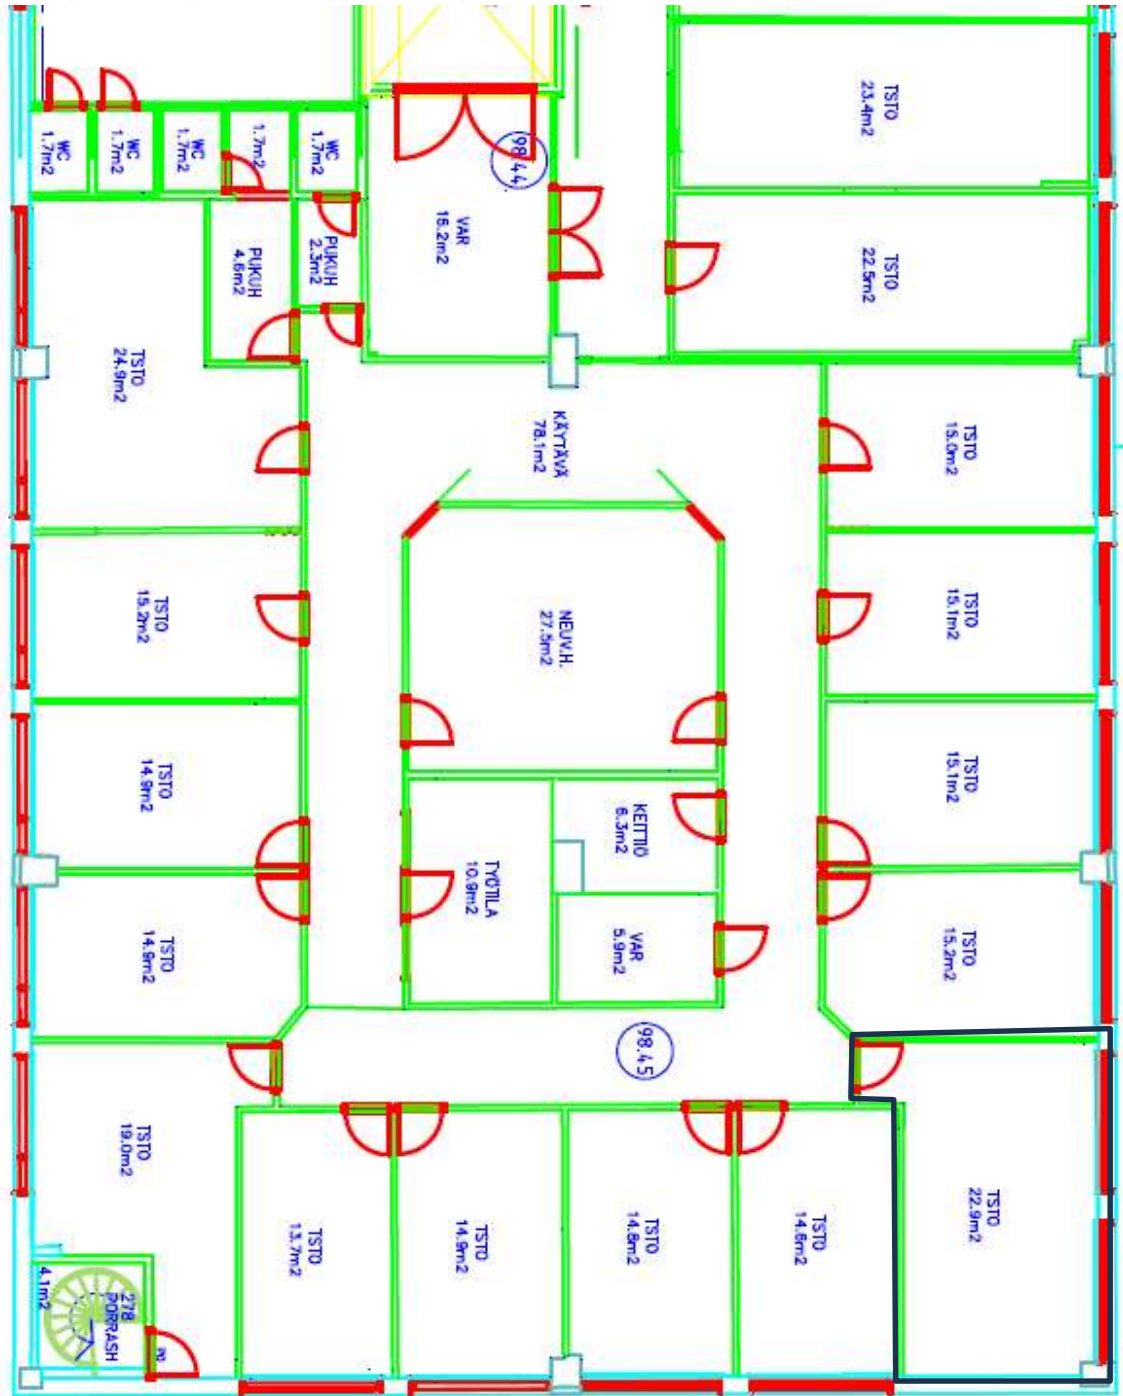 WC
1.7m2
WC
1.7m2
WC
1.7m2
1.7m2
WC
1.7m2
98.44
TSTO
23.4m2
VAR
15.2m2
PUKUH
4.6m2
PUKUH
2.3m2
TSTO
22.5m2
TSTO
24.9m2
KÄYTÄVÄ
78.1m2
TSTO
15.0m2
TSTO
15.2m2
NEUV.H.
27.5m2
TSTO
15.1m2
TSTO
14.9m2
TSTO
15.1m2
KEITTIÖ
6.3m2
TYÖTILA
10.9m2
TSTO
14.9m2
VAR
5.9m2
TSTO
15.2m2
98.45
TSTO
19.0m2
TSTO
13.7m2
TSTO
14.9m2
TSTO
14.8m2
TSTO
14.6m2
TSTO
22.9m2
278
PORRASH
4.1m2